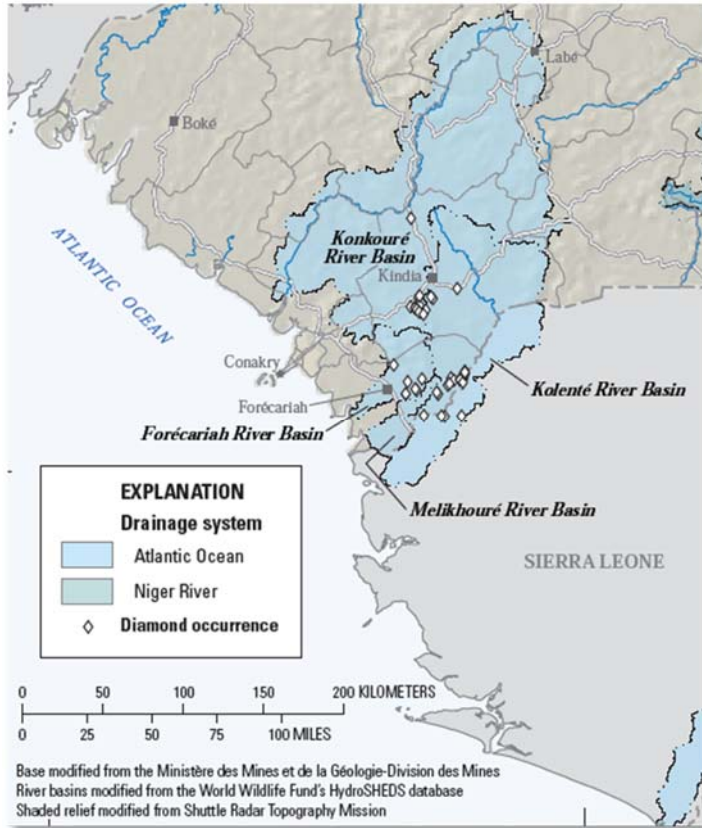 Labé
Boké
ATLANTIC OCEAN
Konkouré
River Basin
Kindia
Conakry
Kolenté River Basin
Forécariah
Forécariah River Basin
Melikhouré River Basin
SIERRA LEONE
EXPLANATION
Drainage system
Atlantic Ocean
Niger River
Diamond occurrence
0 50 100 150 200 KILOMETERS
0 25 50 75 100 MILES
Base modified from the Ministère des Mines et de la Géologie-Division des Mines
River basins modified from the World Wildlife Fund's HydroSHEDS database
Shaded relief modified from Shuttle Radar Topography Mission